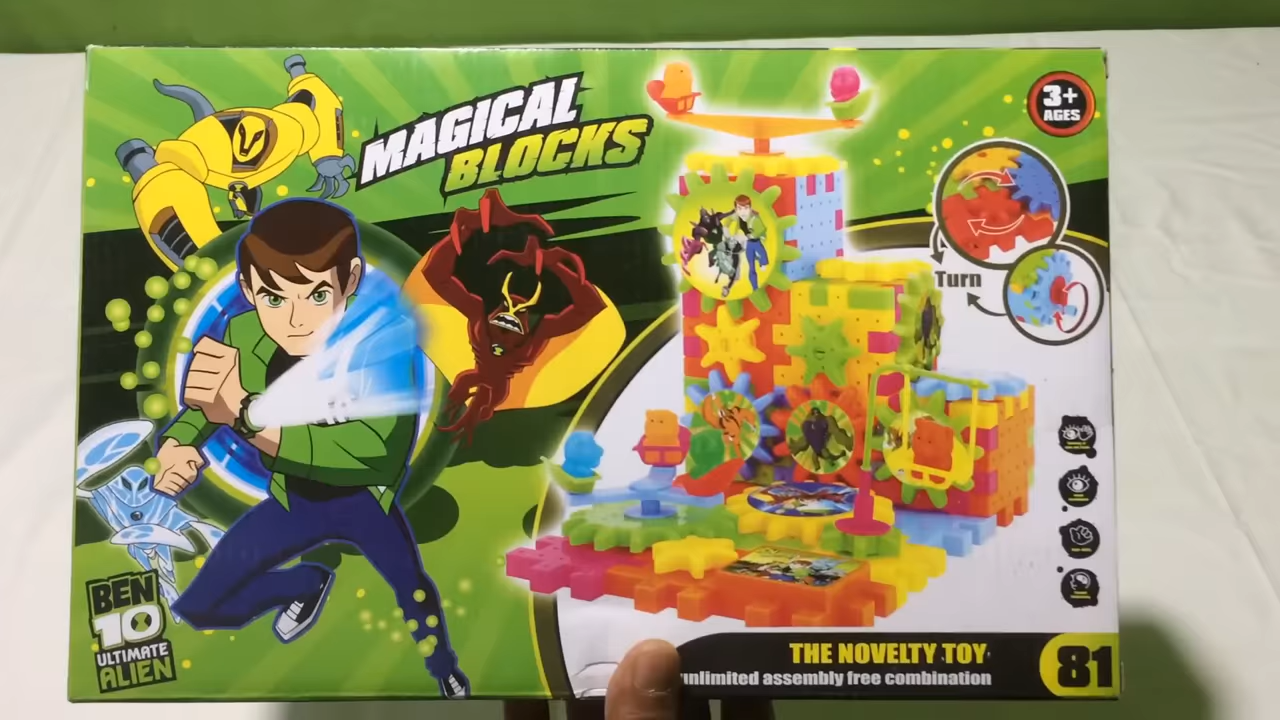 MAGICAL
BLOCKS
3+
AGES
Turn
BEN
10
ULTIMATE
ALIEN
THE NOVELTY TOY
unlimited assembly free combination
81